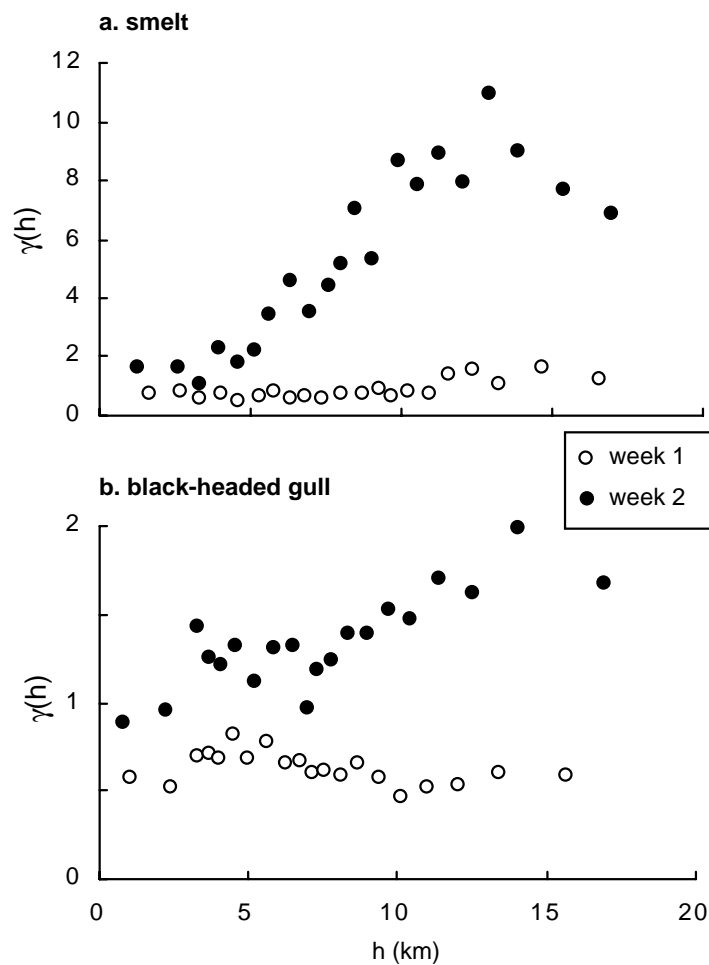 a. smelt
12
10
8
6
4
2
0
γ(h)
week 1
week 2
b. black-headed gull
2
1
0
γ(h)
0 5 10 15 20
h (km)